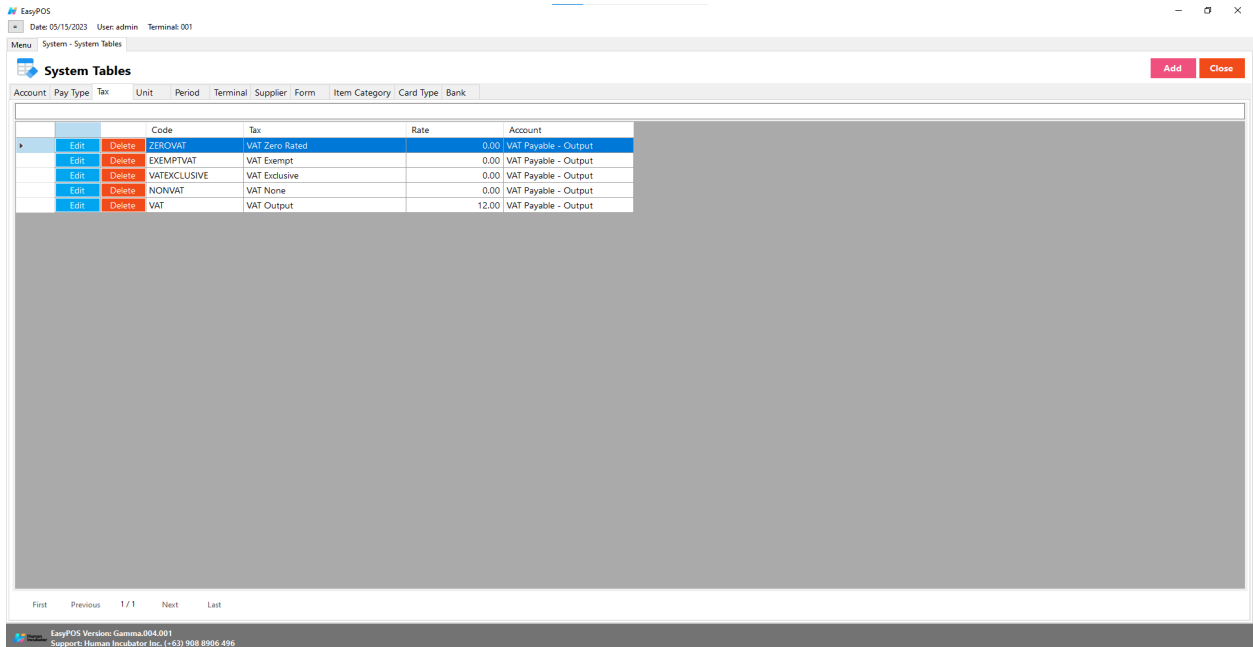 EasyPOS
Date: 05/15/2023 User: admin Terminal: 001
Menu System - System Tables
System Tables
Add Close
Account Pay Type Tax Unit Period Terminal Supplier Form Item Category Card Type Bank
Code Tax Rate Account
Edit Delete ZEROVAT VAT Zero Rated 0.00 VAT Payable - Output
Edit Delete EXEMPTVAT VAT Exempt 0.00 VAT Payable - Output
Edit Delete VATEXCLUSIVE VAT Exclusive 0.00 VAT Payable - Output
Edit Delete NONVAT VAT None 0.00 VAT Payable - Output
Edit Delete VAT VAT Output 12.00 VAT Payable - Output
First Previous 1 / 1 Next Last
Human Incubator
EasyPOS Version: Gamma.004.001
Support: Human Incubator Inc. (+63) 908 8906 496